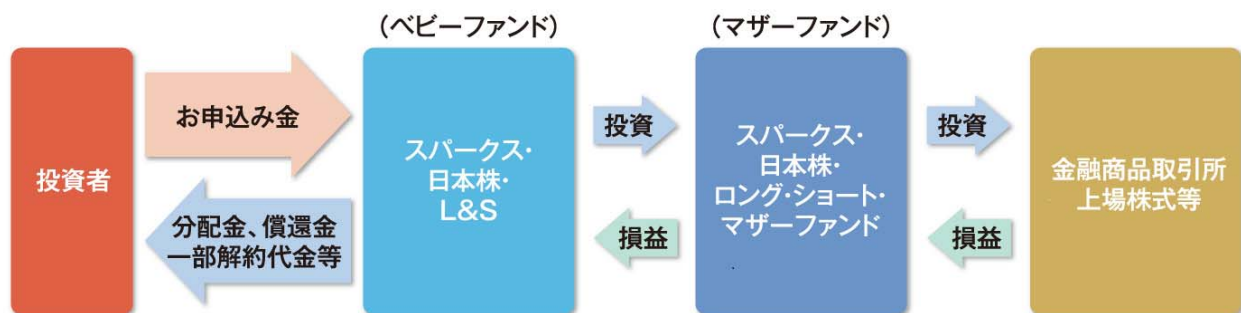 (ベビーファンド)
(マザーファンド)
投資者
お申込み金
分配金、償還金
一部解約代金等
スパークス・
日本株・
L&S
投資
損益
スパークス・
日本株・
ロング・ショート・
マザーファンド
投資
損益
金融商品取引所
上場株式等